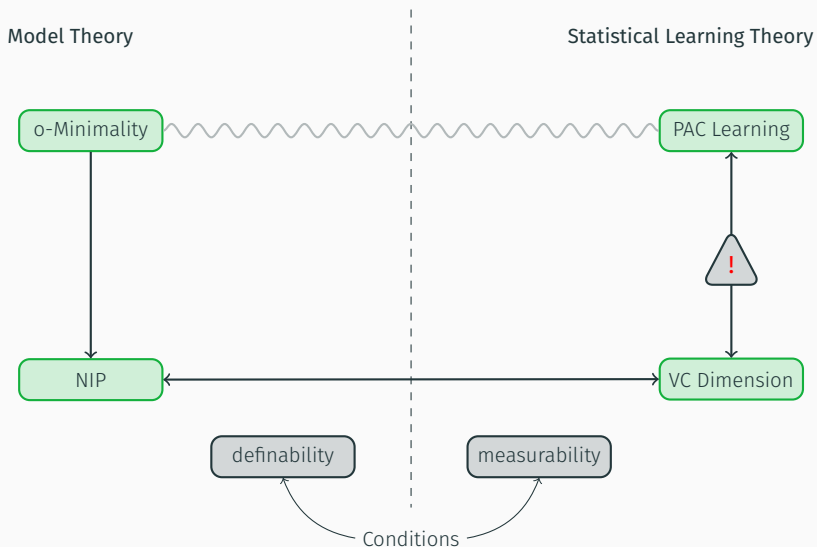 Model Theory
Statistical Learning Theory
o-Minimality
PAC Learning
!
NIP
VC Dimension
definability
measurability
Conditions